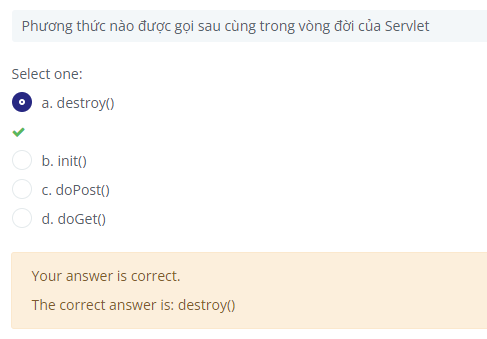 Phương thức nào được gọi sau cùng trong vòng đời của Servlet
Select one:
a. destroy()
b. init()
c. doPost()
d. doGet()
Your answer is correct.
The correct answer is: destroy()